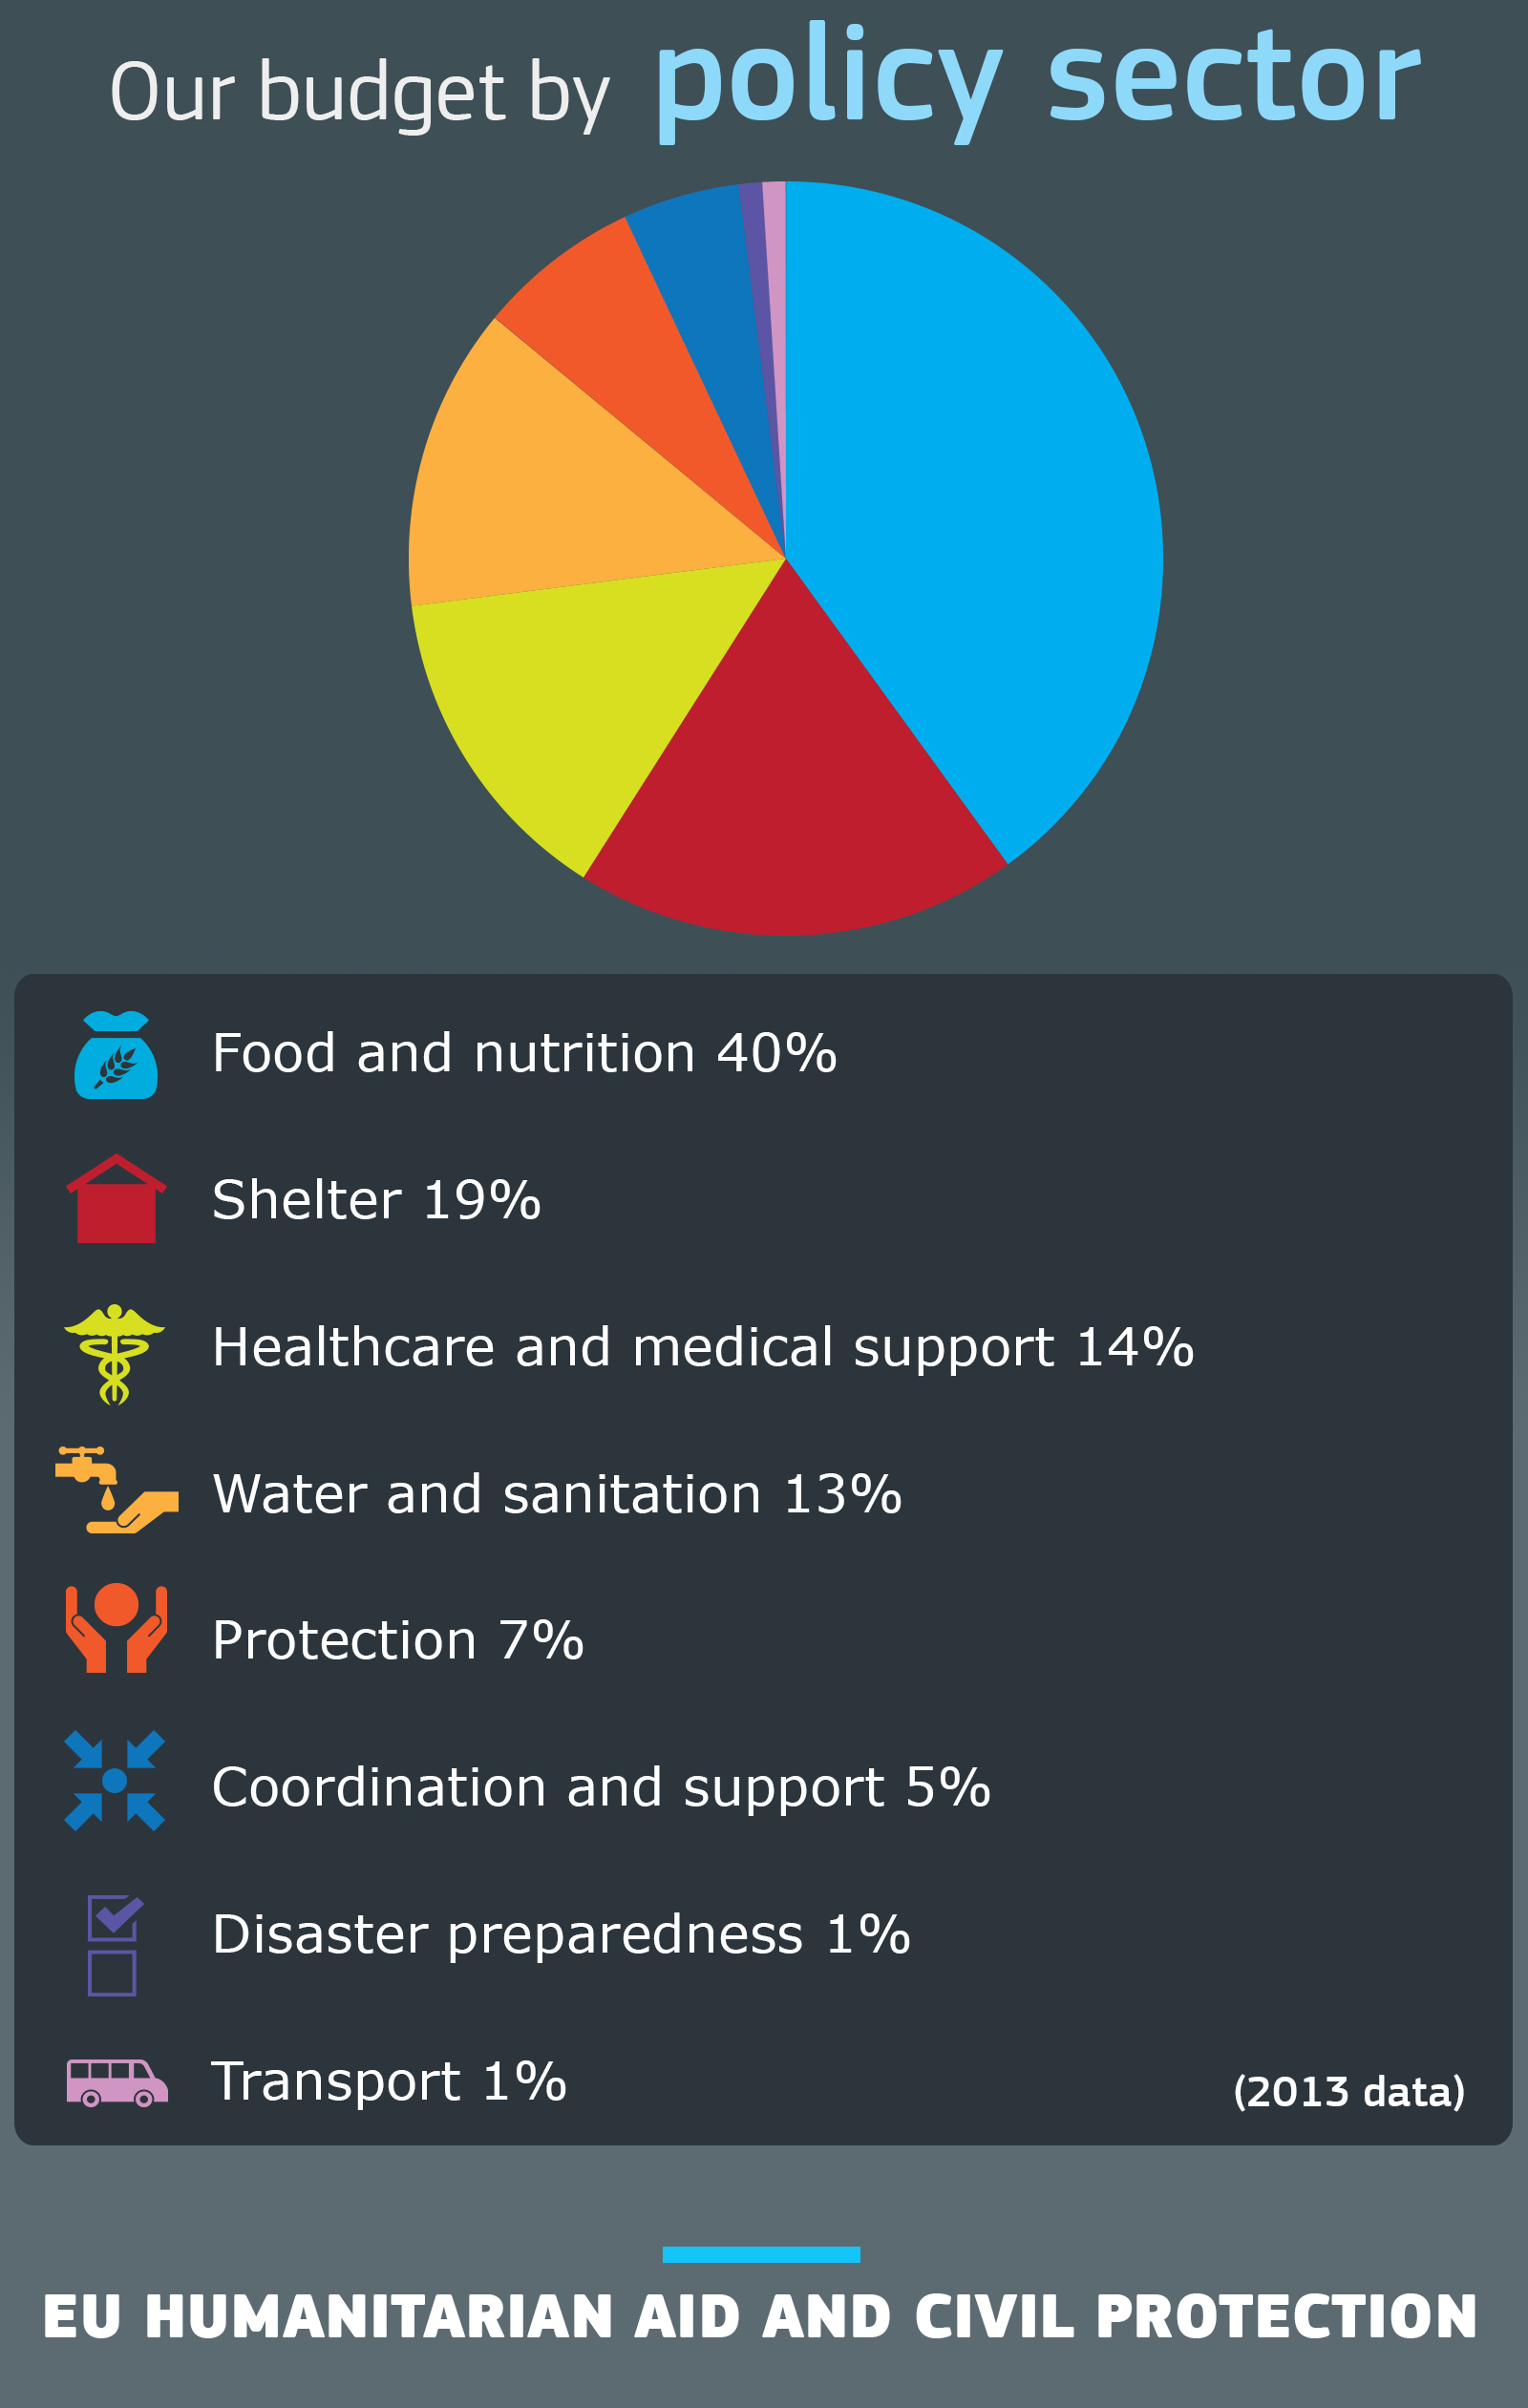 Our budget by policy sector
Food and nutrition 40%
Shelter 19%
Healthcare and medical support 14%
Water and sanitation 13%
Protection 7%
Coordination and support 5%
Disaster preparedness 1%
Transport 1%
(2013 data)
EU HUMANITARIAN AID AND CIVIL PROTECTION